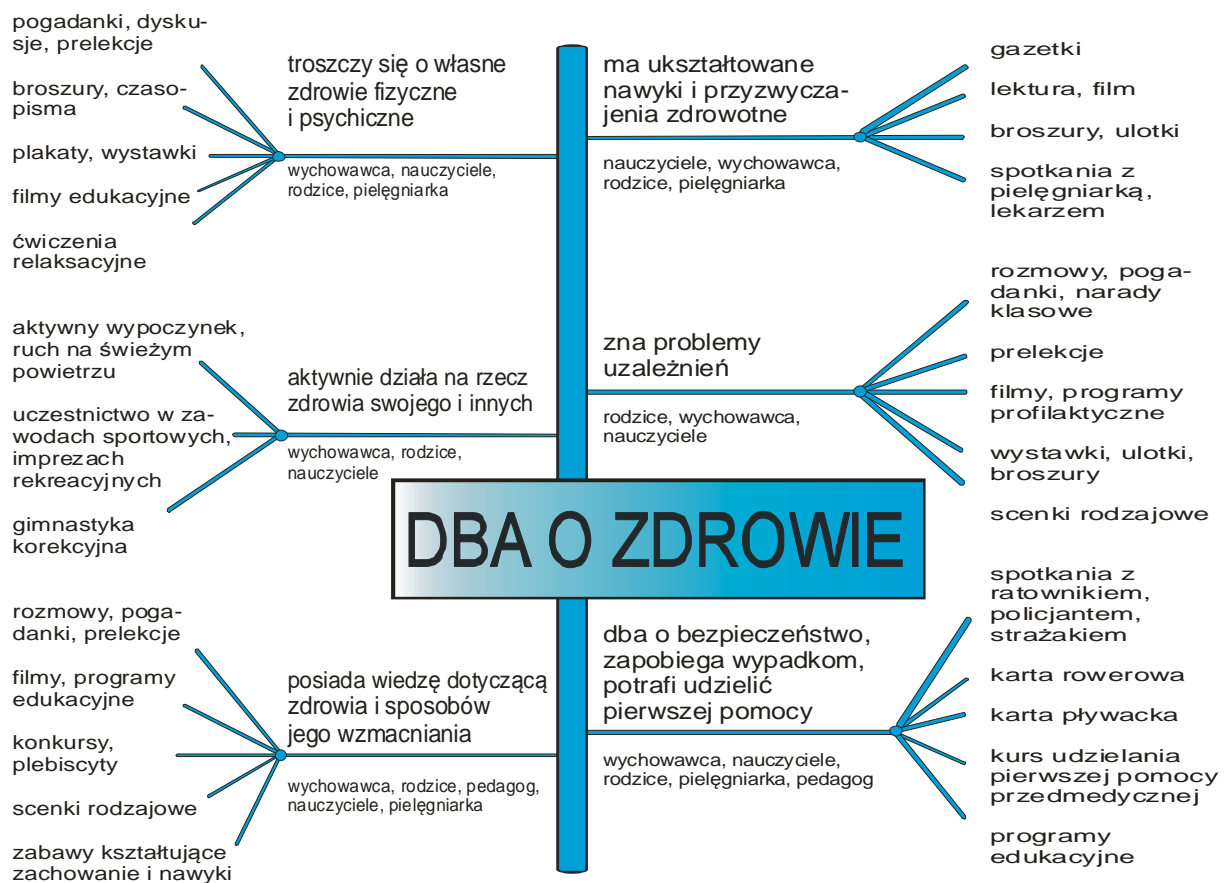 pogadanki, dysku-
sje, prelekcje
broszury, czaso-
pisma
plakaty, wystawki
filmy edukacyjne
ćwiczenia
relaksacyjne
troszczy się o własne
zdrowie fizyczne
i psychiczne
wychowawca, nauczyciele,
rodzice, pielęgniarka
ma ukształtowane
nawyki i przyzwycza-
jenia zdrowotne
nauczyciele, wychowawca,
rodzice, pielęgniarka
gazetki
lektura, film
broszury, ulotki
spotkania z
pielęgniarką,
lekarzem
aktywny wypoczynek,
ruch na świeżym
powietrzu
uczestnictwo w za-
wodach sportowych,
imprezach
rekreacyjnych
gimnastyka
korekcyjna
aktywnie działa na rzecz
zdrowia swojego i innych
wychowawca, rodzice,
nauczyciele
zna problemy
uzależnień
rodzice, wychowawca,
nauczyciele
rozmowy, poga-
danki, narady
klasowe
prelekcje
filmy, programy
profilaktyczne
wystawki, ulotki,
broszury
scenki rodzajowe
DBA O ZDROWIE
rozmowy, poga-
danki, prelekcje
filmy, programy
edukacyjne
konkursy,
plebiscyty
scenki rodzajowe
zabawy kształtujące
zachowanie i nawyki
posiada wiedzę dotyczącą
zdrowia i sposobów
jego wzmacniania
wychowawca, rodzice, pedagog,
nauczyciele, pielęgniarka
dba o bezpieczeństwo,
zapobiega wypadkom,
potrafi udzielić
pierwszej pomocy
wychowawca, nauczyciele,
rodzice, pielęgniarka, pedagog
spotkania z
ratownikiem,
policjantem,
strażakiem
karta rowerowa
karta pływacka
kurs udzielania
pierwszej pomocy
przedmedycznej
programy
edukacyjne